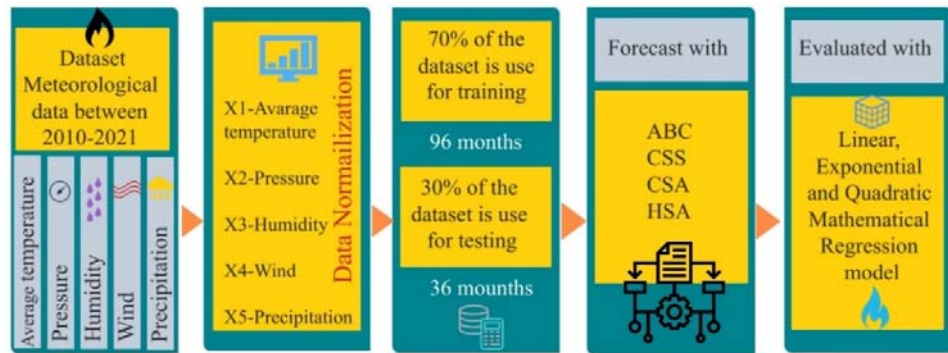 Dataset
Meteorological
data between
2010-2021
Average temperature
Pressure
Humidity
Wind
Precipitation
X1-Avarage
temperature
X2-Pressure
X3-Humidity
X4-Wind
X5-Precipitation
Data Normailization
70% of the
dataset is use
for training
96 months
30% of the
dataset is use
for testing
36 mounths
Forecast with
ABC
CSS
CSA
HSA
Evaluated with
Linear,
Exponential
and Quadratic
Mathematical
Regression
model